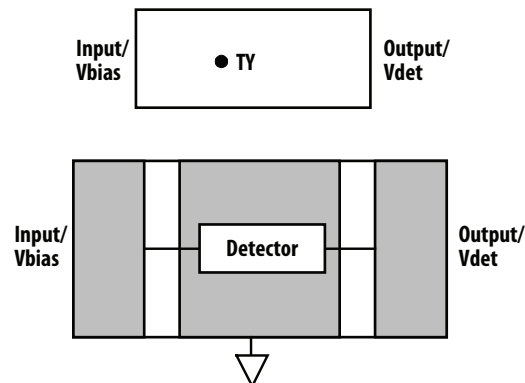 Input/
Vbias
TY
Output/
Vdet
Input/
Vbias
Detector
Output/
Vdet